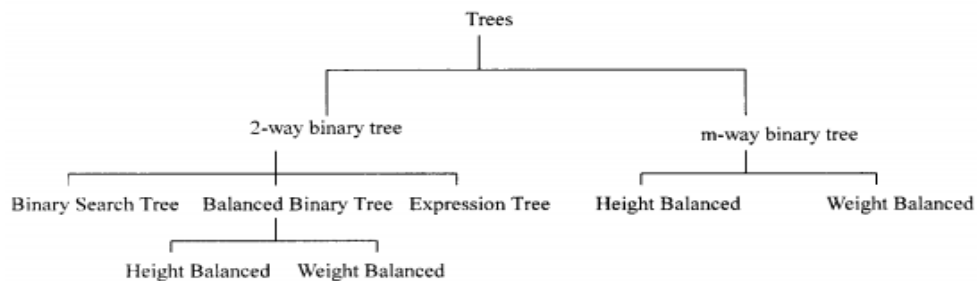 Trees
2-way binary tree
m-way binary tree
Binary Search Tree Balanced Binary Tree Expression Tree
Height Balanced Weight Balanced
Height Balanced Weight Balanced